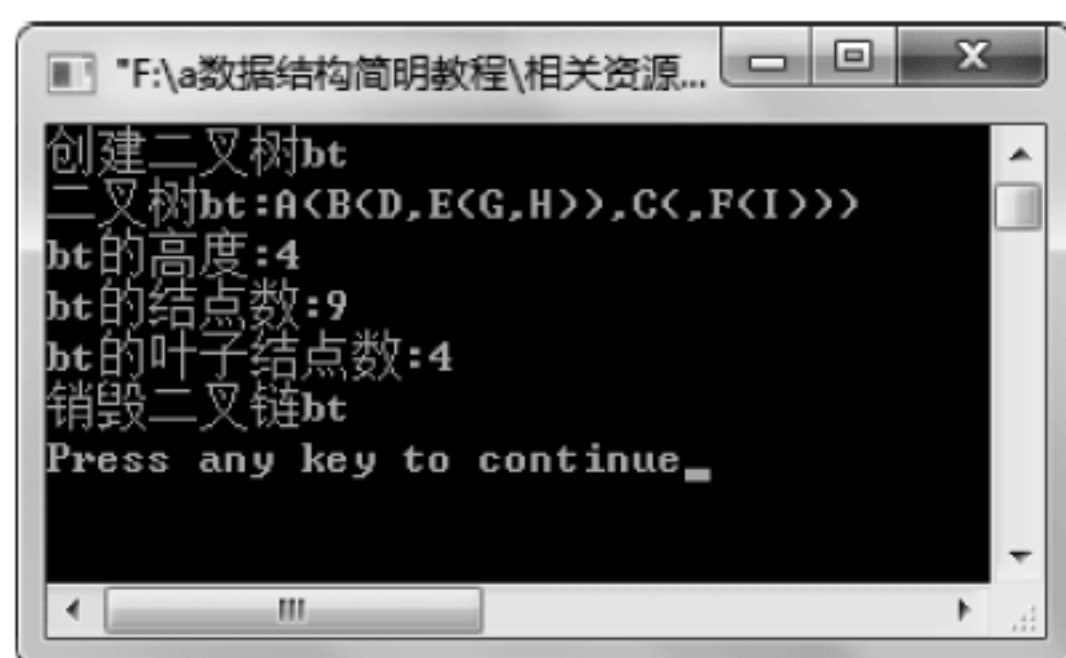 "F:\a数据结构简明教程\相关资源...
创建二叉树bt
二叉树bt:A(B(D,E(G,H)),C(,F(I)))
bt的高度:4
bt的结点数:9
bt的叶子结点数:4
销毁二叉链bt
Press any key to continue